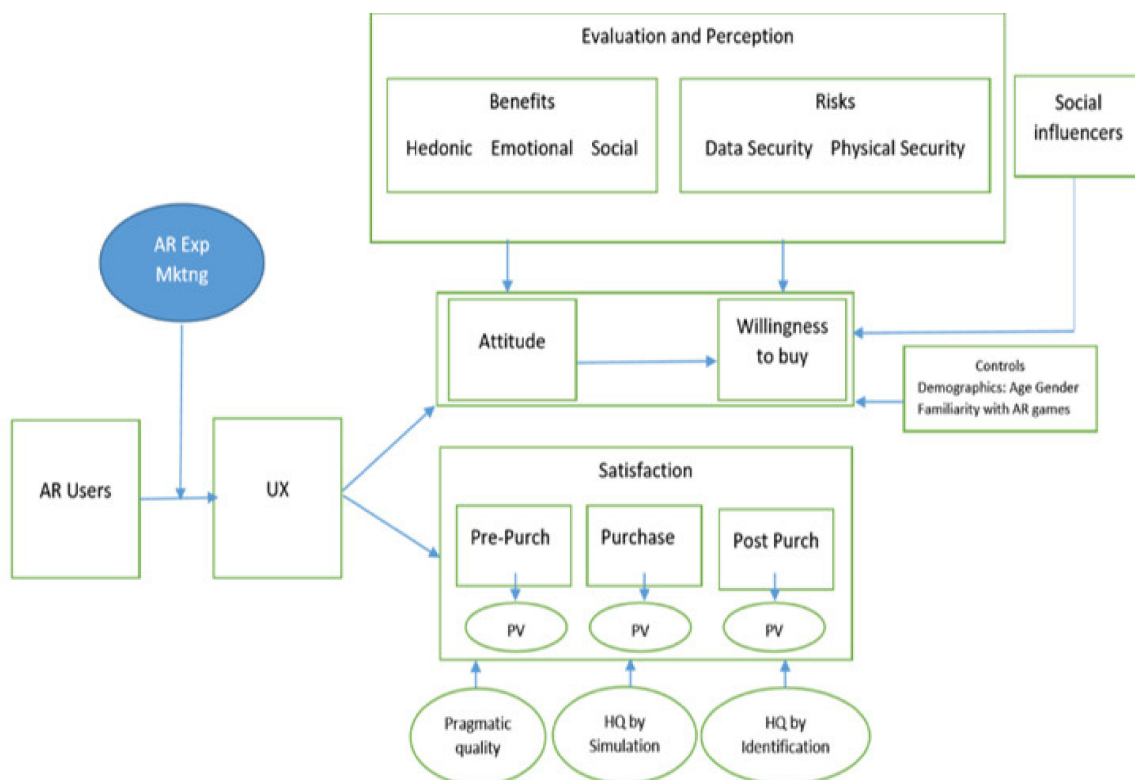 Evaluation and Perception
Benefits
Hedonic Emotional Social
Risks
Data Security Physical Security
Social
influencers
AR Exp
Mktng
Attitude
Willingness
to buy
Controls
Demographics: Age Gender
Familiarity with AR games
AR Users
UX
Satisfaction
Pre-Purch
Purchase
Post Purch
PV
PV
PV
Pragmatic
quality
HQ by
Simulation
HQ by
Identification